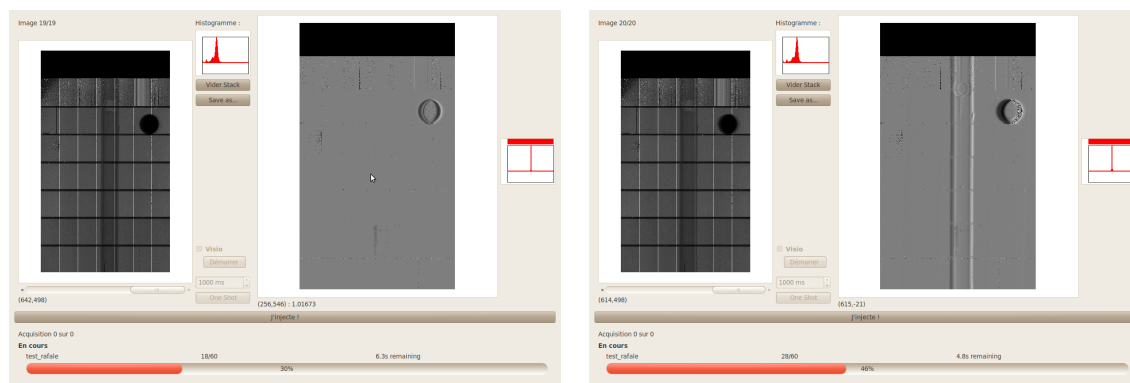 Image 19/19
Histogramme :
Vider Stack
Save as...
Visio
Démarrer
1000 ms
One Shot
(642,498)
(256,546) : 1.01673
J'injecte !
Acquisition 0 sur 0
En cours
test_rafale 18/60 6.3s remaining
30%
Image 20/20
Histogramme :
Vider Stack
Save as...
Visio
Démarrer
1000 ms
One Shot
(614,498)
(615,-21)
J'injecte !
Acquisition 0 sur 0
En cours
test_rafale 28/60 4.8s remaining
46%